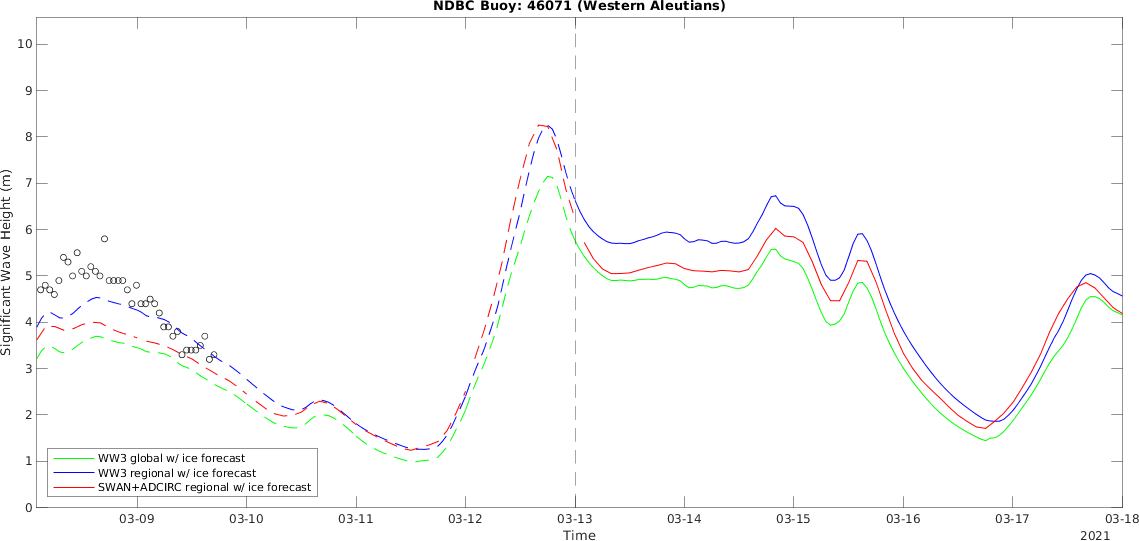 NDBC Buoy: 46071 (Western Aleutians)
Significant Wave Height (m)
10
9
8
7
6
5
4
3
2
1
0
WW3 global w/ ice forecast
WW3 regional w/ ice forecast
SWAN+ADCIRC regional w/ ice forecast
03-09 03-10 03-11 03-12 03-13 03-14 03-15 03-16 03-17 03-18
Time
2021